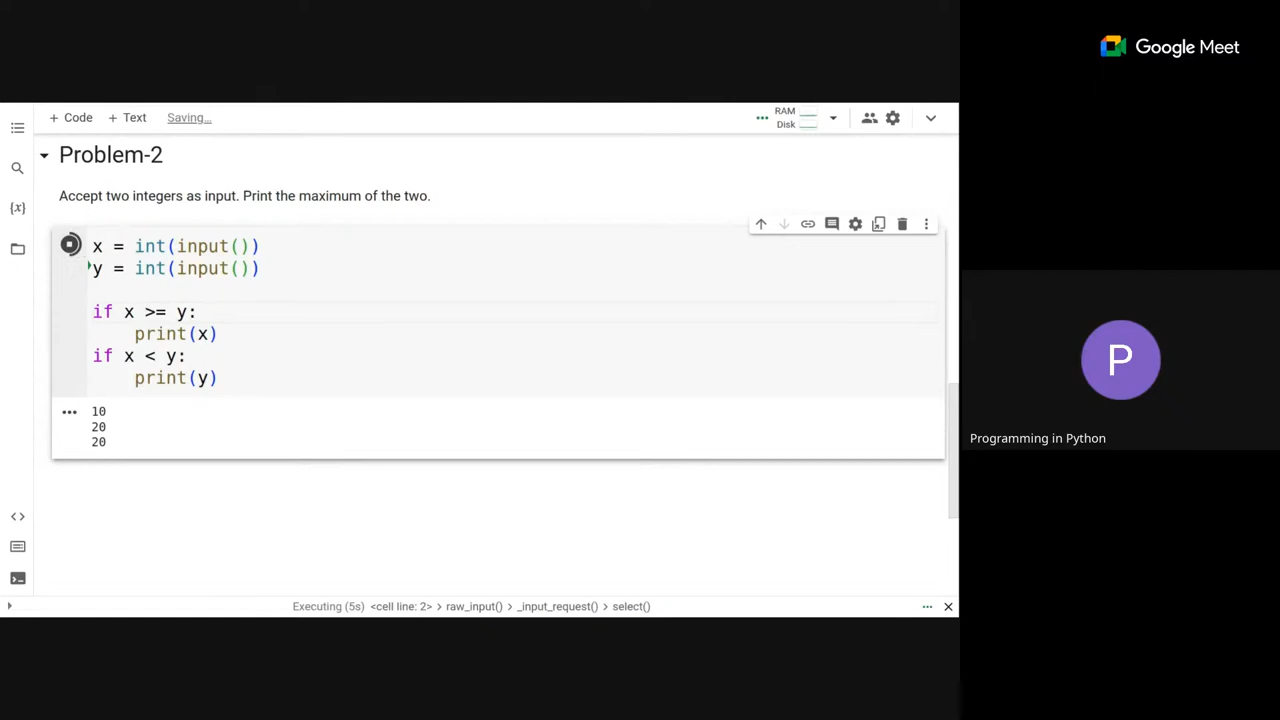 Google Meet
+ Code + Text Saving...
RAM
Disk
Problem-2
Accept two integers as input. Print the maximum of the two.
{x}
x = int(input())
y = int(input())
if x >= y:
    print(x)
if x < y:
    print(y)
10
20
20
P
Programming in Python
Executing (5s) <cell line: 2> > raw_input() > _input_request() > select()